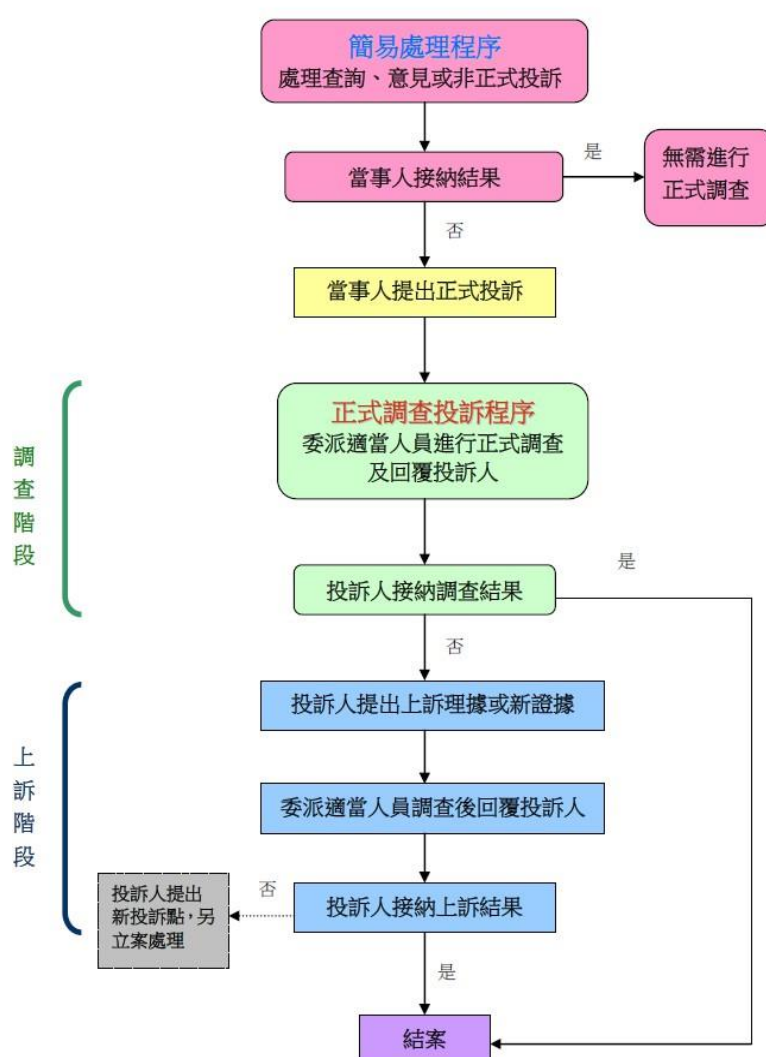 簡易處理程序
處理查詢、意見或非正式投訴
是
無需進行
正式調查
當事人接納結果
否
當事人提出正式投訴
調查階段
正式調查投訴程序
委派適當人員進行正式調查
及回覆投訴人
是
投訴人接納調查結果
否
上訴階段
投訴人提出上訴理據或新證據
委派適當人員調查後回覆投訴人
投訴人提出
新投訴點，另
立案處理
否
投訴人接納上訴結果
是
結案